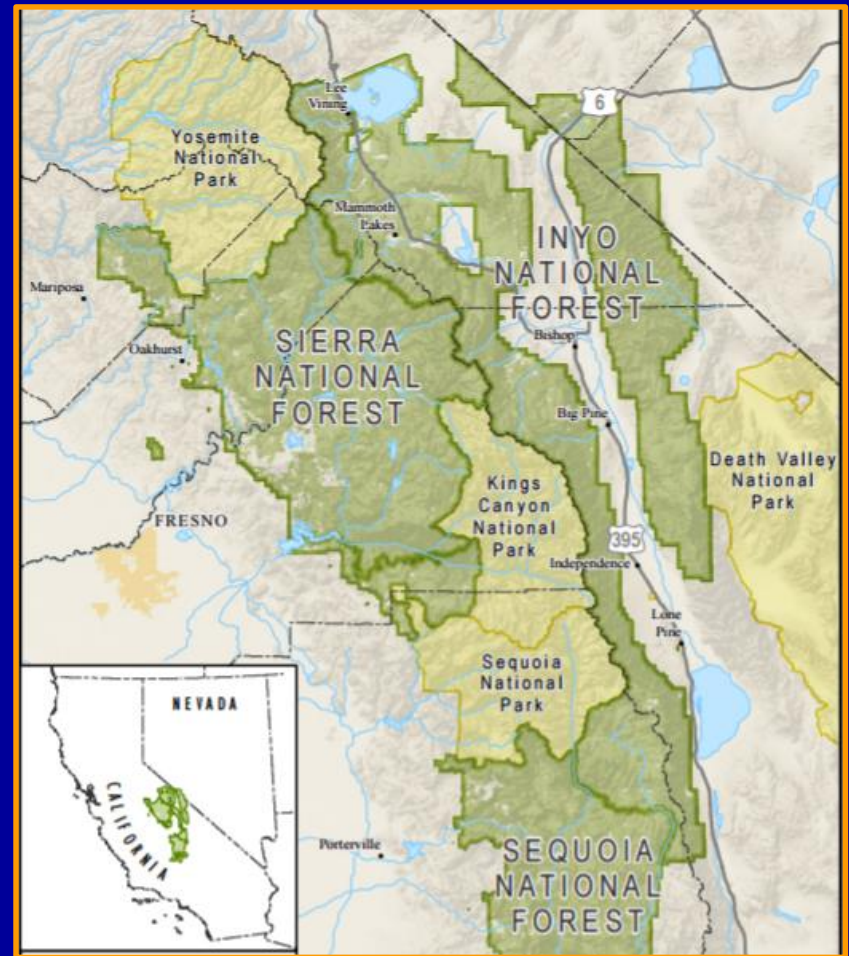 Lee
Vining
6
Yosemite
National
Park
Mammoth
Lakes
INYO
NATIONAL
FOREST
Mariposa
Oakhurst
SIERRA
NATIONAL
FOREST
Bishop
Big Pine
Death Valley
National
Park
Kings
Canyon
National
Park
FRESNO
395
Independence
Lone
Pine
Sequoia
National
Park
NEVADA
CALIFORNIA
Porterville
SEQUOIA
NATIONAL
FOREST